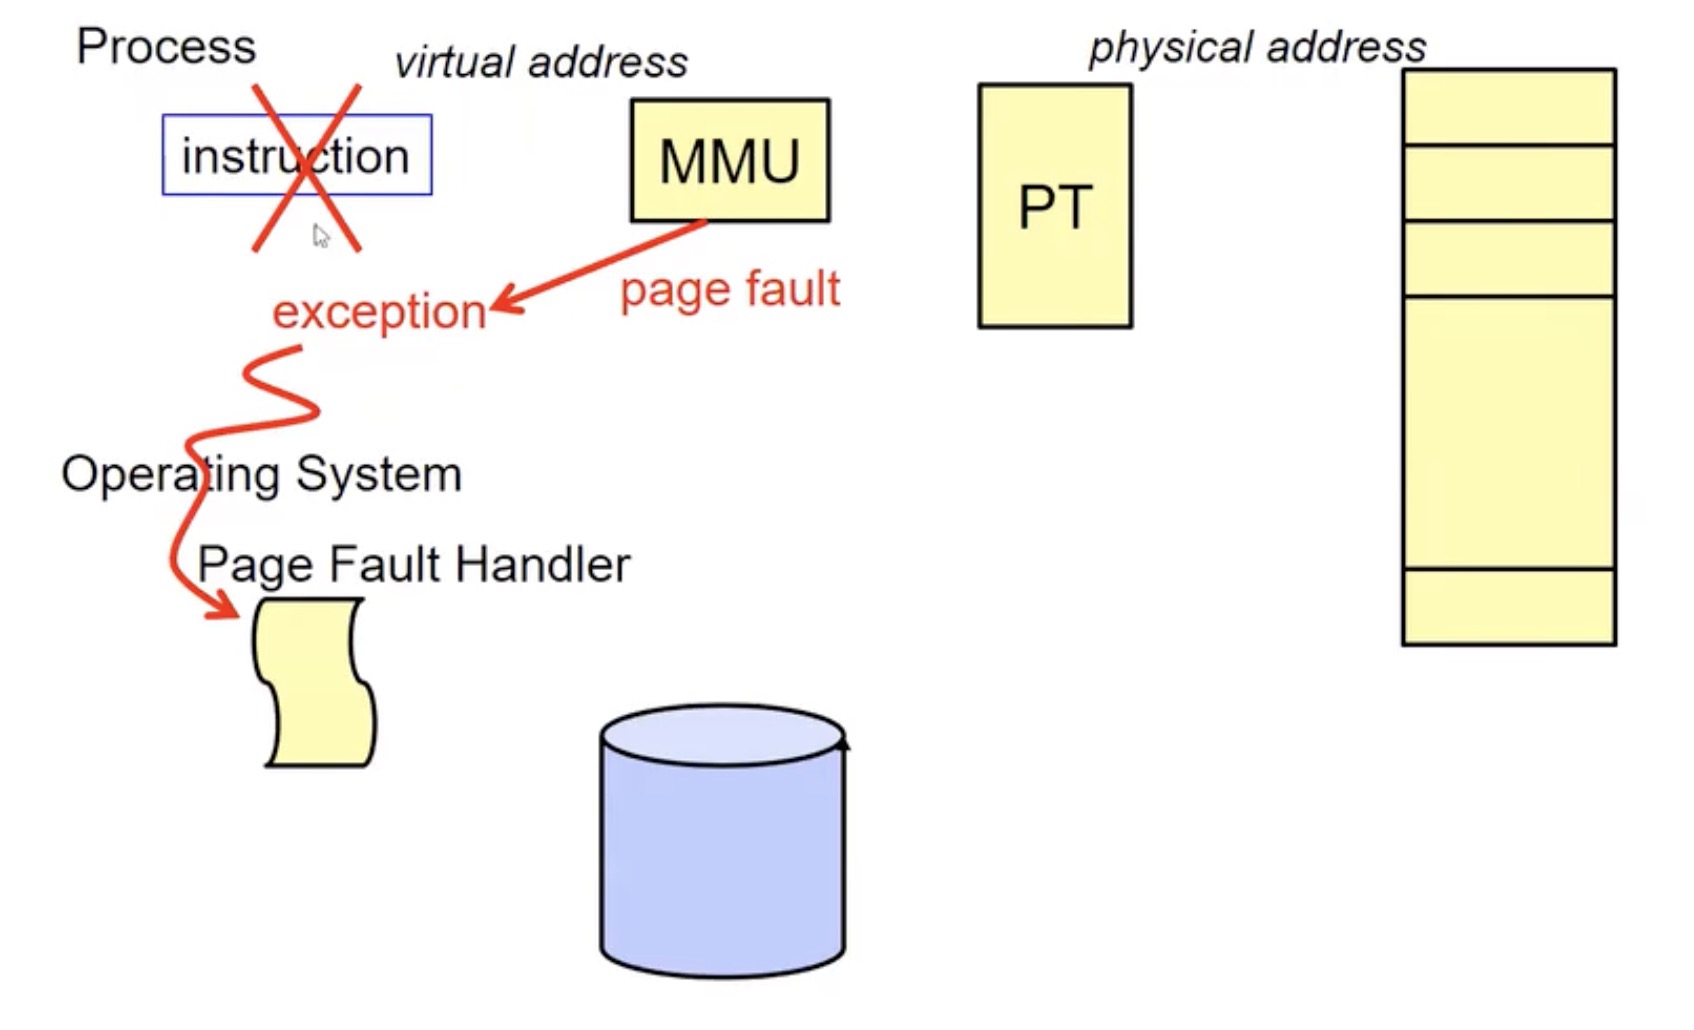 Process
virtual address
physical address
instruction
MMU
PT
exception
page fault
Operating System
Page Fault Handler